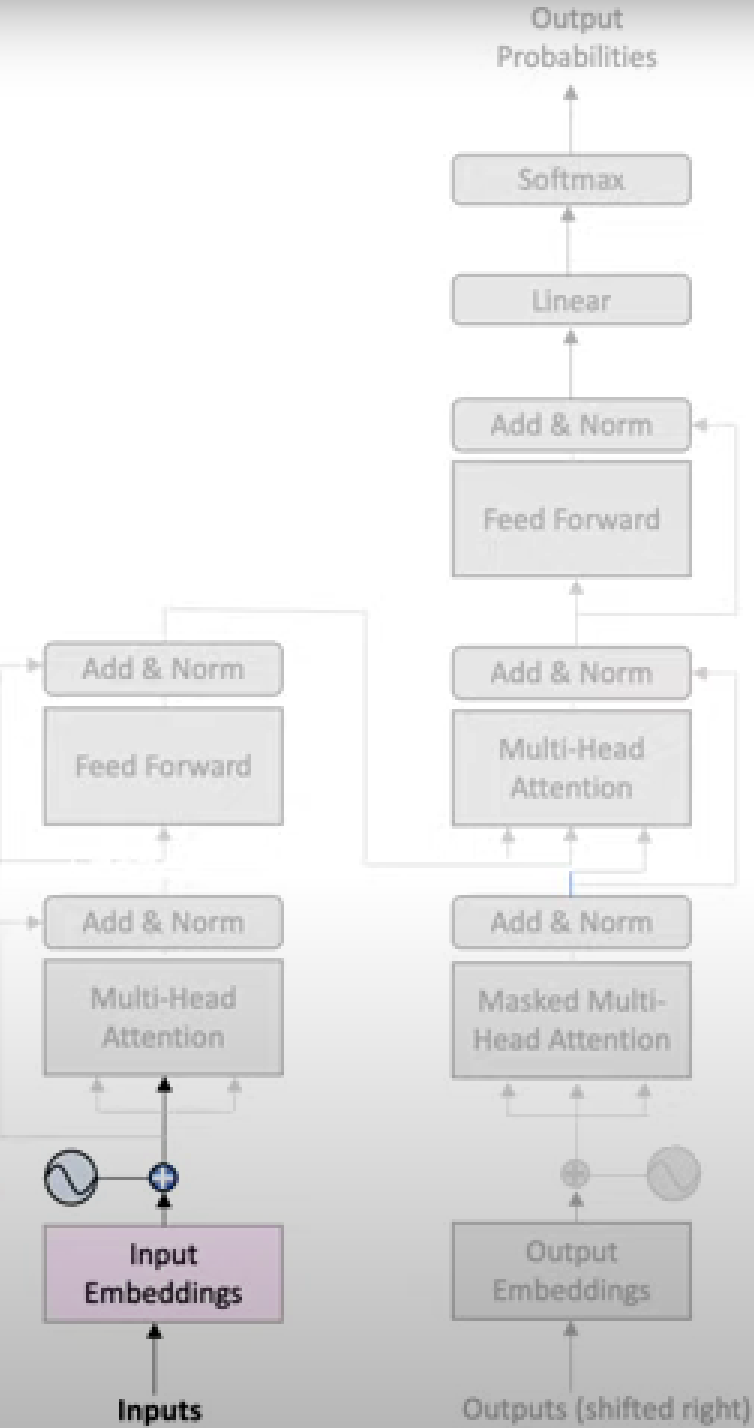 Output
Probabilities
Softmax
Linear
Add & Norm
Feed Forward
Add & Norm
Multi-Head
Attention
Add & Norm
Masked Multi-
Head Attention
Output
Embeddings
Outputs (shifted right)
Add & Norm
Feed Forward
Add & Norm
Multi-Head
Attention
Input
Embeddings
Inputs